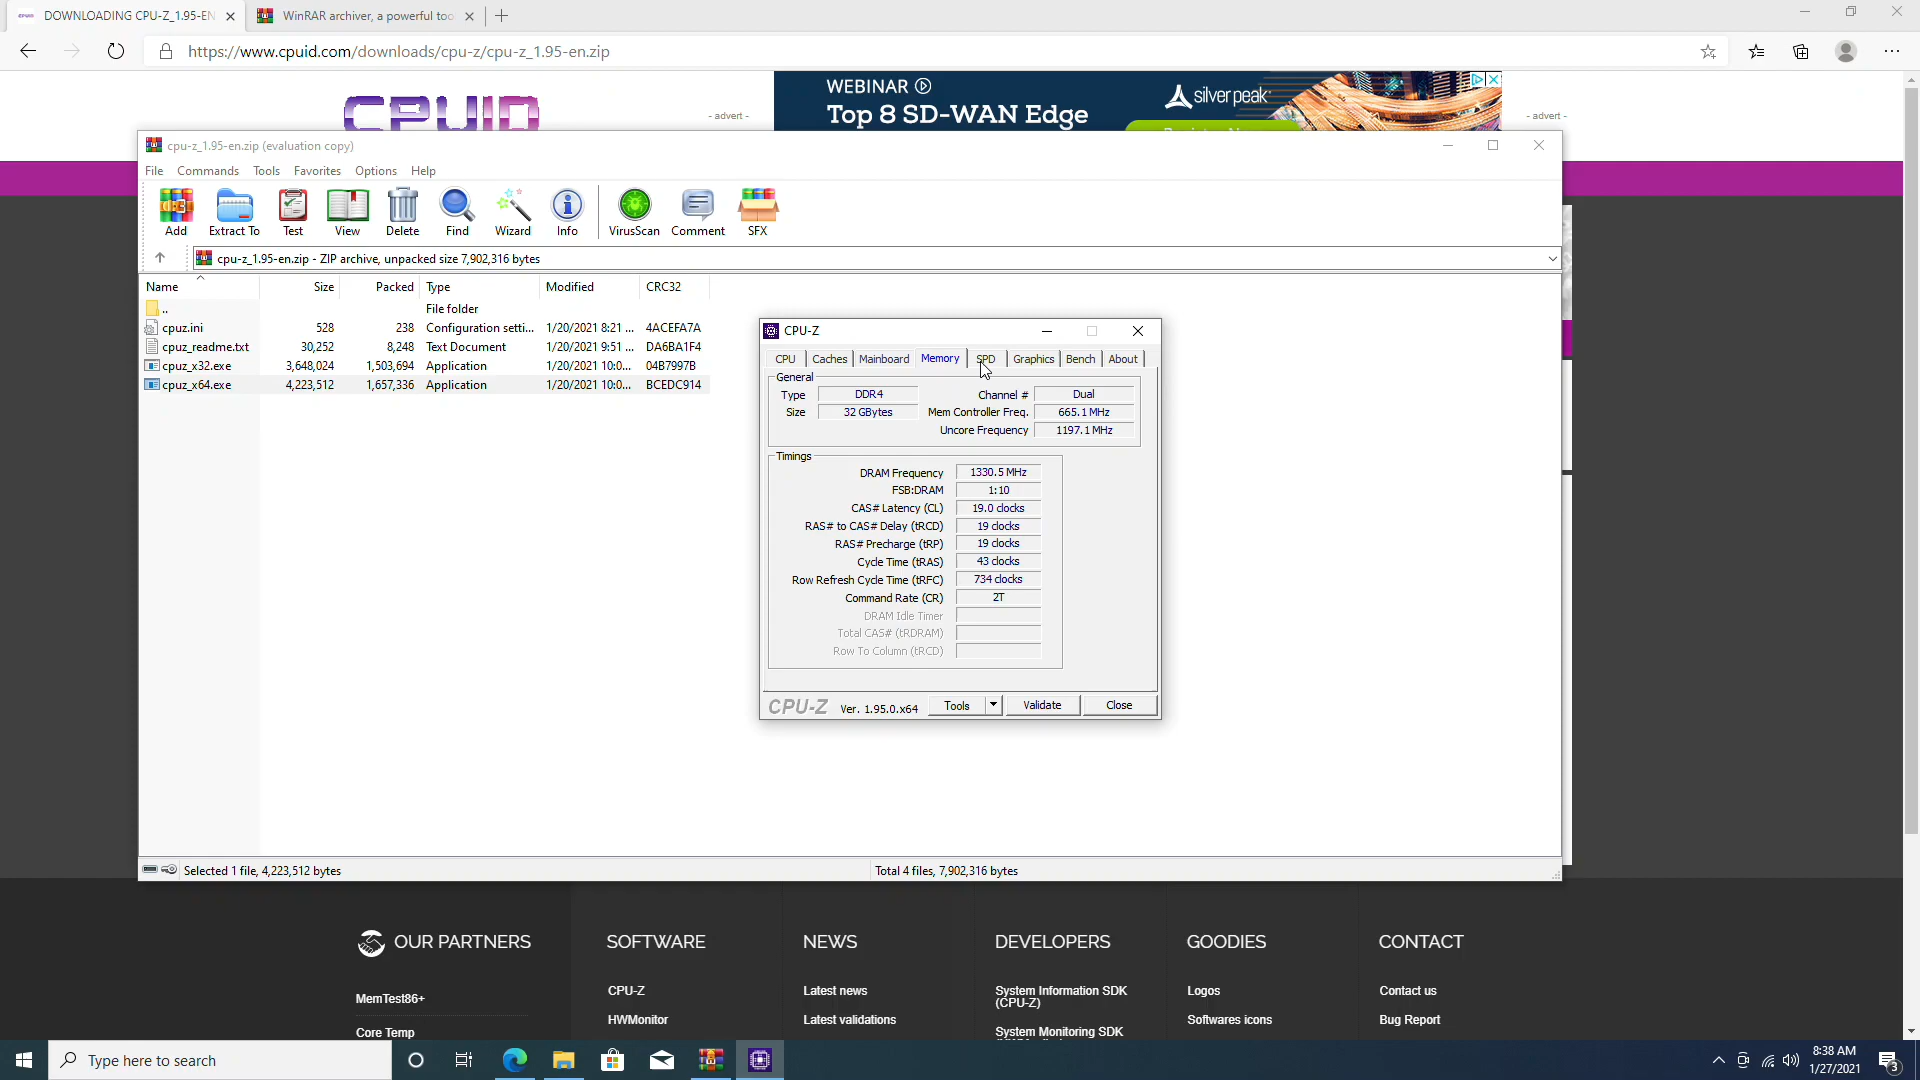 DOWNLOADING CPU-Z_1.95-EN
WinRAR archiver, a powerful too
https://www.cpuid.com/downloads/cpu-z/cpu-z_1.95-en.zip
CPUID
- advert -
WEBINAR
Top 8 SD-WAN Edge
silver peak
- advert -
cpu-z_1.95-en.zip (evaluation copy)
File Commands Tools Favorites Options Help
Add Extract To Test View Delete Find Wizard Info VirusScan Comment SFX
cpu-z_1.95-en.zip - ZIP archive, unpacked size 7,902,316 bytes
Name Size Packed Type Modified CRC32
.. File folder
cpuz.ini 528 238 Configuration setti... 1/20/2021 8:21 ... 4ACEFA7A
cpuz_readme.txt 30,252 8,248 Text Document 1/20/2021 9:51 ... DA6BA1F4
cpuz_x32.exe 3,648,024 1,503,694 Application 1/20/2021 10:0... 04B7997B
cpuz_x64.exe 4,223,512 1,657,336 Application 1/20/2021 10:0... BCEDC914
CPU-Z
CPU Caches Mainboard Memory SPD Graphics Bench About
General
Type DDR4 Channel # Dual
Size 32 GBytes Mem Controller Freq. 665.1 MHz
Uncore Frequency 1197.1 MHz
Timings
DRAM Frequency 1330.5 MHz
FSB:DRAM 1:10
CAS# Latency (CL) 19.0 clocks
RAS# to CAS# Delay (tRCD) 19 clocks
RAS# Precharge (tRP) 19 clocks
Cycle Time (tRAS) 43 clocks
Row Refresh Cycle Time (tRFC) 734 clocks
Command Rate (CR) 2T
DRAM Idle Timer
Total CAS# (tRDRAM)
Row To Column (tRCD)
CPU-Z Ver. 1.95.0.x64 Tools Validate Close
Selected 1 file, 4,223,512 bytes
Total 4 files, 7,902,316 bytes
OUR PARTNERS SOFTWARE NEWS DEVELOPERS GOODIES CONTACT
MemTest86+ CPU-Z Latest news System Information SDK (CPU-Z) Logos Contact us
Core Temp HWMonitor Latest validations System Monitoring SDK Softwares icons Bug Report
Type here to search
8:38 AM
1/27/2021
3